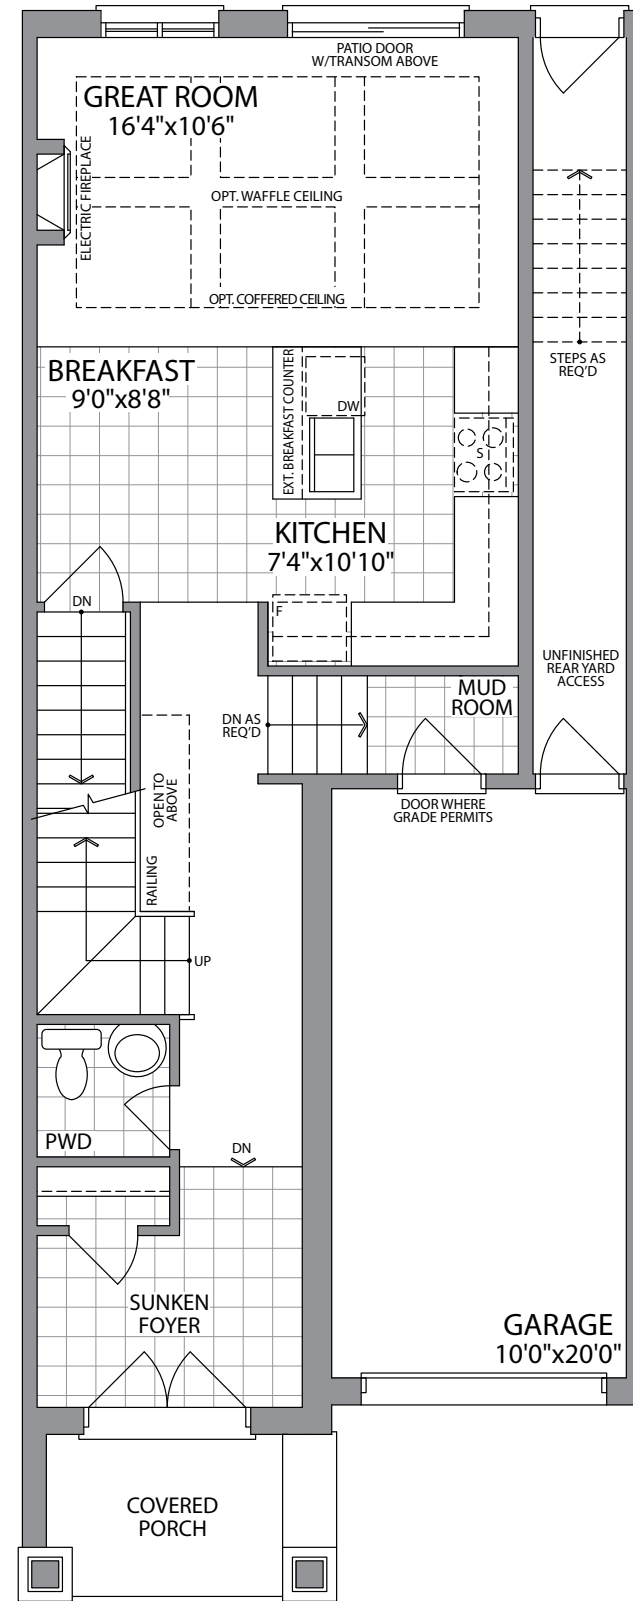 PATIO DOOR
W/TRANSOM ABOVE
GREAT ROOM
16'4"x10'6"
ELECTRIC FIREPLACE
OPT. WAFFLE CEILING
OPT. COFFERED CEILING
STEPS AS
REQ'D
BREAKFAST
9'0"x8'8"
EXT. BREAKFAST COUNTER
DW
S
KITCHEN
7'4"x10'10"
DN
F
UNFINISHED
REAR YARD
ACCESS
MUD
ROOM
DN AS
REQ'D
OPEN TO
ABOVE
DOOR WHERE
GRADE PERMITS
RAILING
UP
PWD
DN
SUNKEN
FOYER
GARAGE
10'0"x20'0"
COVERED
PORCH